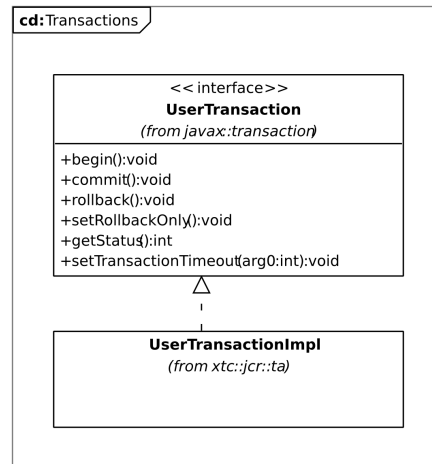 cd:Transactions
<< interface>>
UserTransaction
(from javax::transaction)
+begin():void
+commit():void
+rollback():void
+setRollbackOnly():void
+getStatus():int
+setTransactionTimeout(arg0:int):void
UserTransactionImpl
(from xtc::jcr::ta)